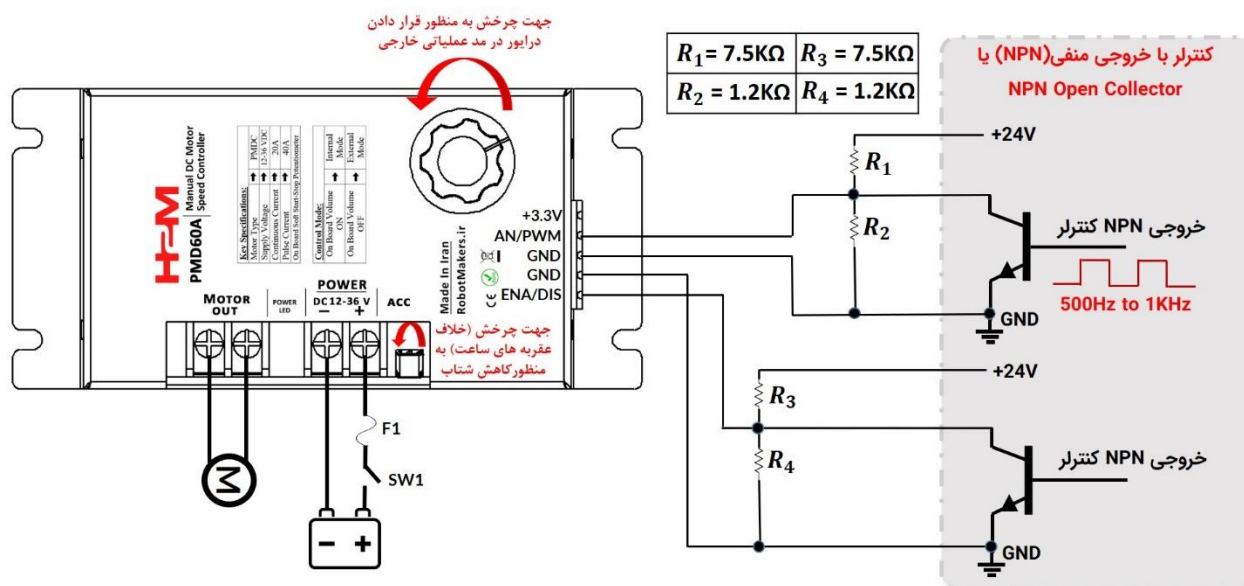 جهت چرخش به منظور قرار دادن
درایور در مد عملیاتی خارجی
R₁ = 7.5KΩ R₃ = 7.5KΩ
R₂ = 1.2KΩ R₄ = 1.2KΩ
کنترلر با خروجی منفی(NPN) یا
NPN Open Collector
+24V
R₁
R₂
خروجی NPN کنترلر
500Hz to 1KHz
GND
+24V
R₃
R₄
خروجی NPN کنترلر
GND
PMD60A
Manual DC Motor
Speed Controller
Key Specifications:
Motor Type ➡ PMDC
Supply Voltage ➡ 12-36 VDC
Continuous Current ➡ 20A
Pulse Current ➡ 40A
On Board Soft Start-Stop Potentiometer
Control Mode:
On Board Volume ON ➡ Internal Mode
On Board Volume OFF ➡ External Mode
Made In Iran
RobotMakers.ir
CE
+3.3V
AN/PWM
GND
GND
ENA/DIS
MOTOR
OUT
POWER
LED
POWER
DC 12-36 V
− +
ACC
جهت چرخش (خلاف
عقربه های ساعت) به
منظور کاهش شتاب
F1
SW1
M
− +